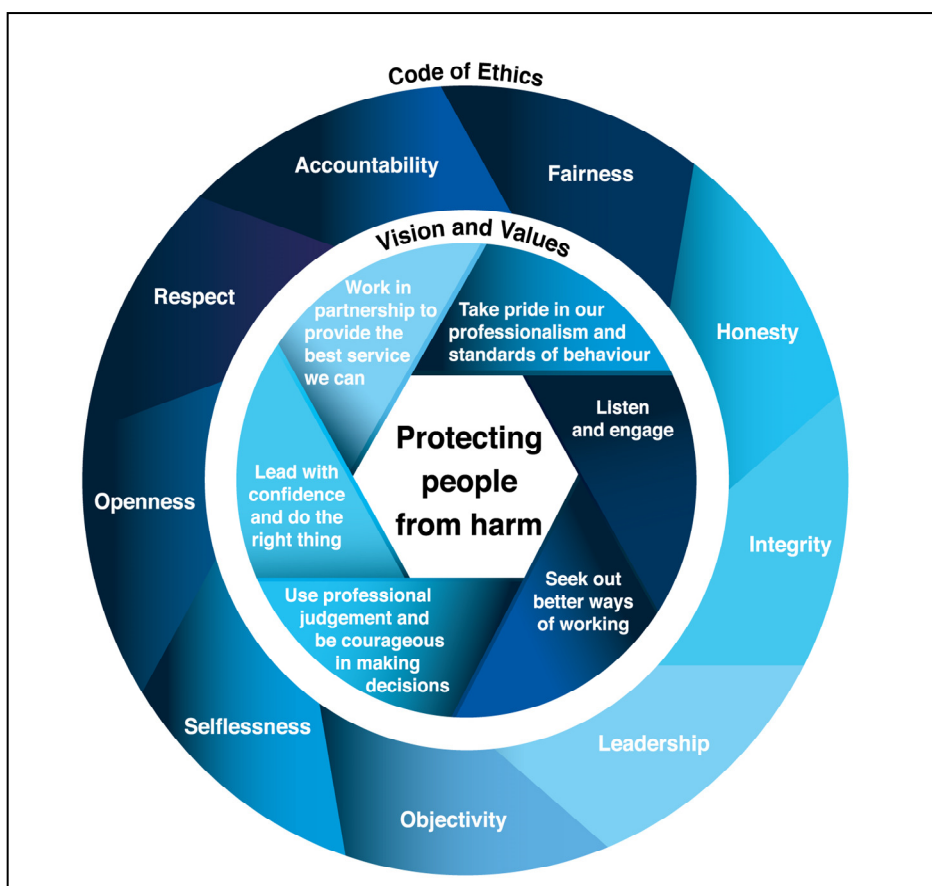 Code of Ethics
Accountability
Fairness
Respect
Honesty
Openness
Integrity
Selflessness
Leadership
Objectivity
Vision and Values
Work in
partnership to
provide the
best service
we can
Take pride in our
professionalism and
standards of behaviour
Listen
and engage
Lead with
confidence
and do the
right thing
Seek out
better ways
of working
Use professional
judgement and
be courageous
in making
decisions
Protecting
people
from harm